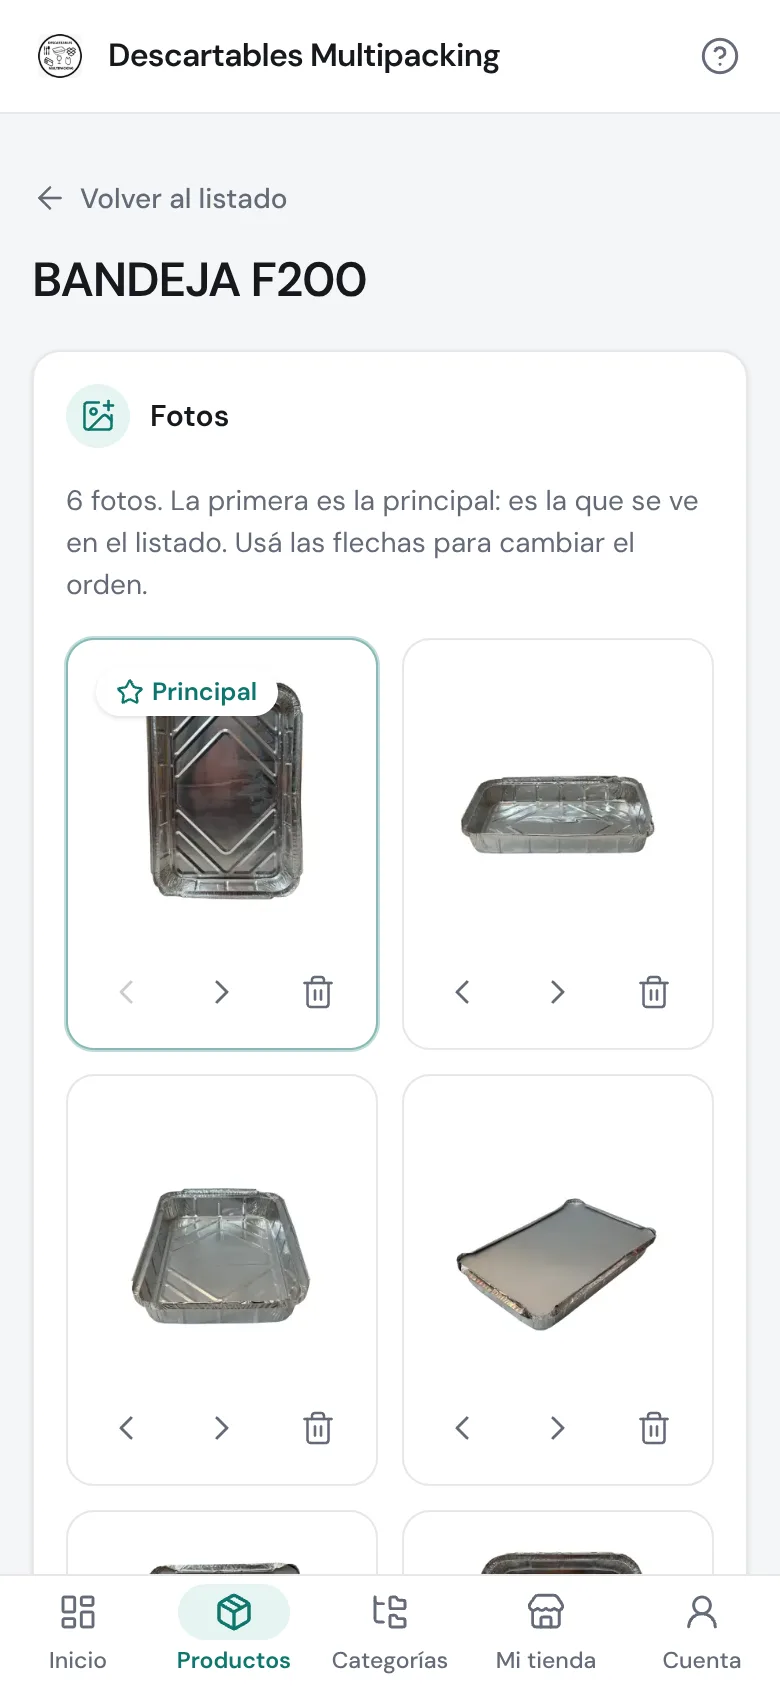 Descartables Multipacking
Volver al listado
BANDEJA F200
Fotos
6 fotos. La primera es la principal: es la que se ve
en el listado. Usá las flechas para cambiar el
orden.
Principal
Inicio
Productos
Categorías
Mi tienda
Cuenta